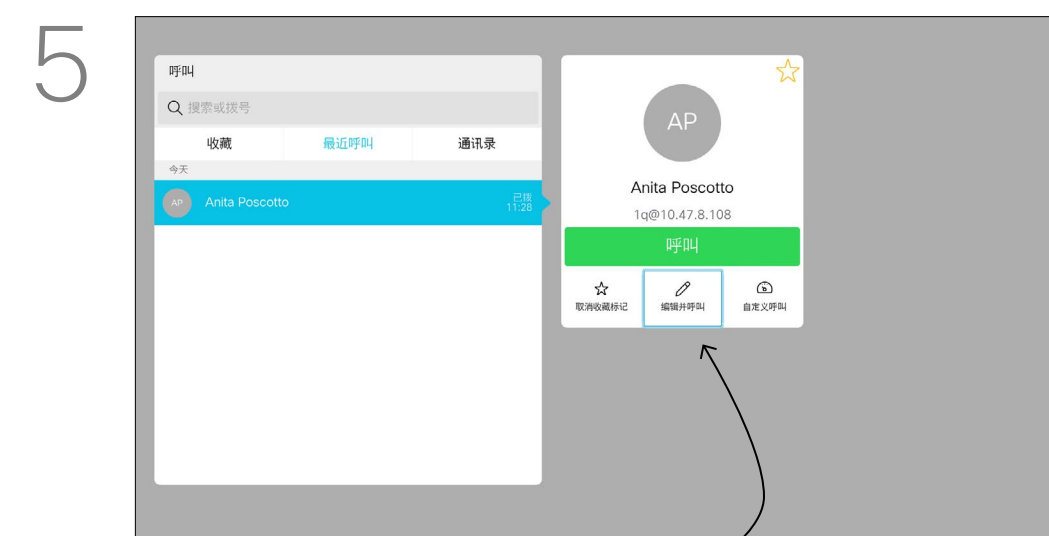 5
呼叫
搜索或拨号
收藏 最近呼叫 通讯录
今天
AP Anita Poscotto 已拨
11:28
AP
Anita Poscotto
1q@10.47.8.108
呼叫
取消收藏标记 编辑并呼叫 自定义呼叫